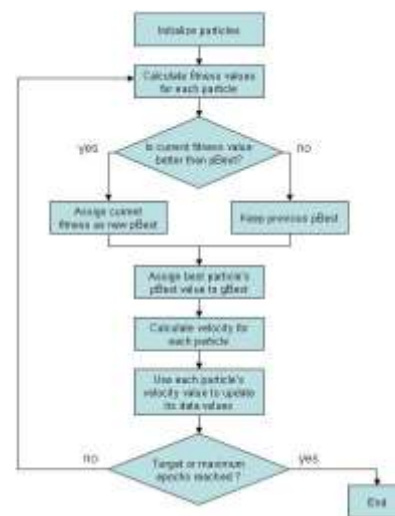 Initialize particles
Calculate fitness values
for each particle
Is current fitness value
better than pBest?
yes
no
Assign current
fitness as new pBest
Keep previous pBest
Assign best particle's
pBest value to gBest
Calculate velocity for
each particle
Use each particle's
velocity value to update
its data values
no
yes
Target or maximum
epochs reached ?
End